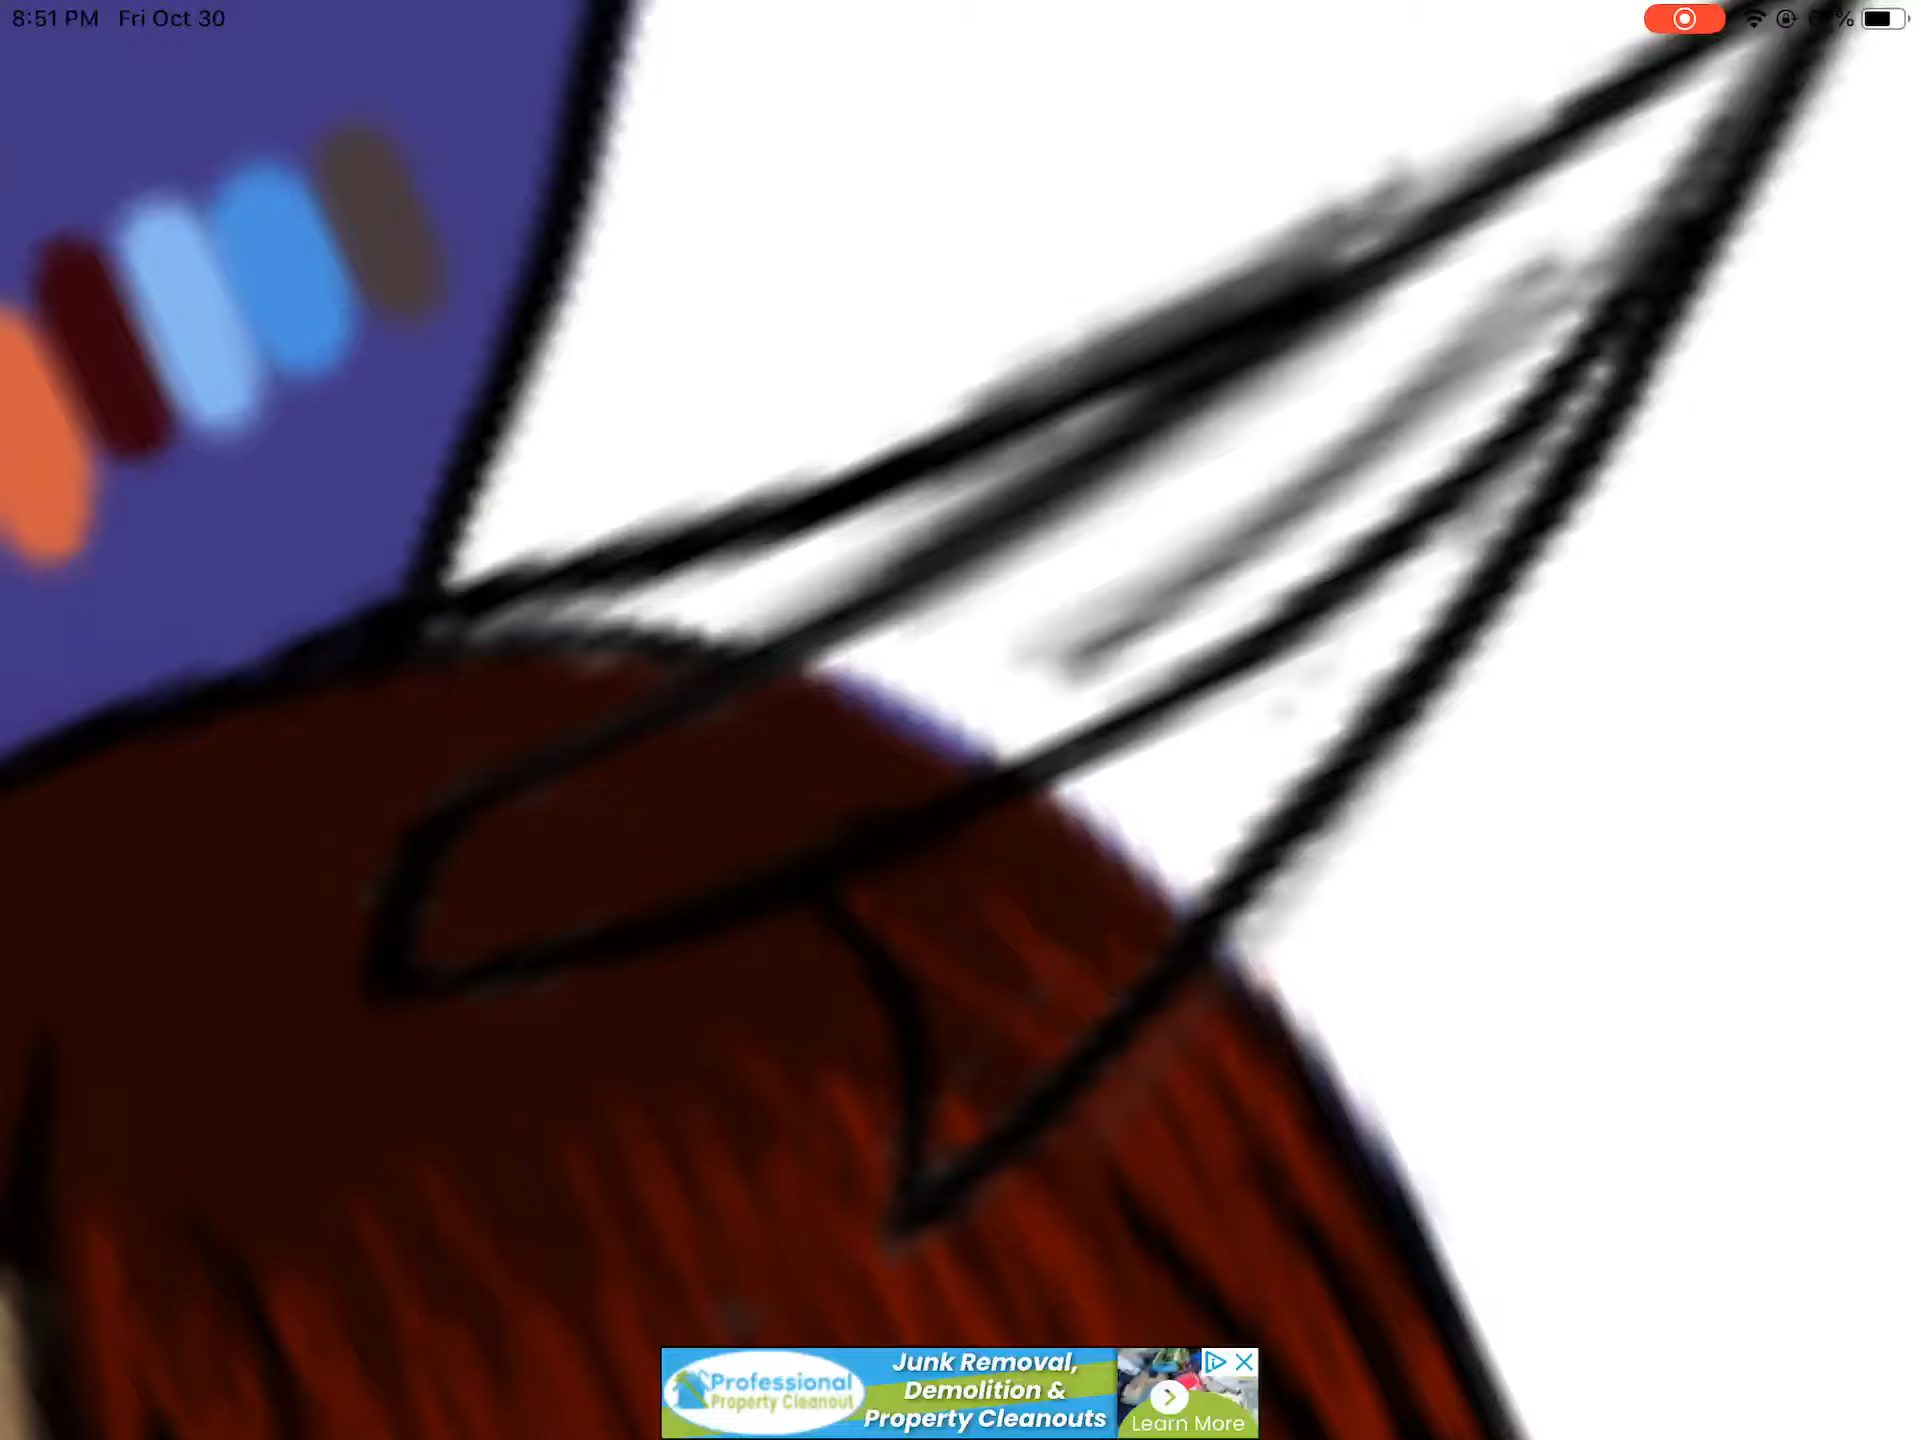 8:51 PM Fri Oct 30
%
Professional
Property Cleanout
Junk Removal,
Demolition &
Property Cleanouts
Learn More